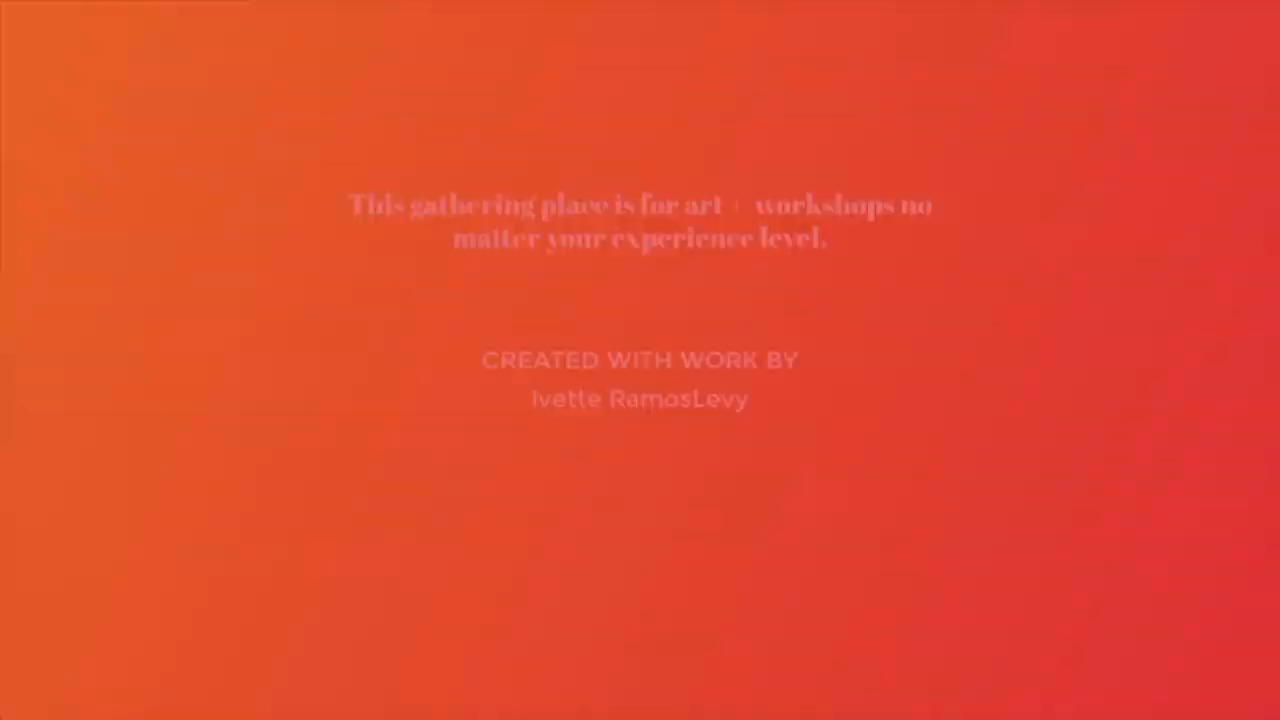 This gathering place is for art + workshops no
matter your experience level.
CREATED WITH WORK BY
Ivette RamosLevy